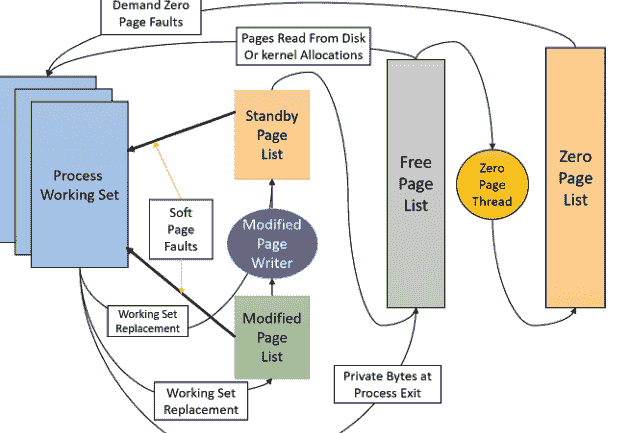 Demand Zero
Page Faults
Pages Read From Disk
Or kernel Allocations
Standby
Page
List
Process
Working Set
Free
Page
List
Zero
Page
Thread
Zero
Page
List
Soft
Page
Faults
Modified
Page
Writer
Working Set
Replacement
Modified
Page
List
Working Set
Replacement
Private Bytes at
Process Exit